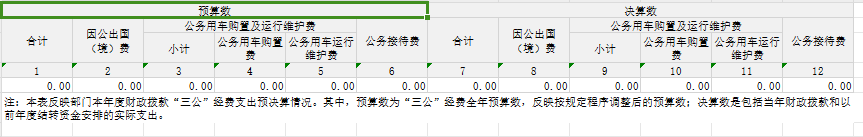 预算数 决算数
公务用车购置及运行维护费 公务用车购置及运行维护费
合计 因公出国（境）费 小计 公务用车购置费 公务用车运行维护费 公务接待费 合计 因公出国（境）费 小计 公务用车购置费 公务用车运行维护费 公务接待费
1 2 3 4 5 6 7 8 9 10 11 12
0.00 0.00 0.00 0.00 0.00 0.00 0.00 0.00 0.00 0.00 0.00 0.00
注：本表反映部门本年度财政拨款“三公”经费支出预决算情况。其中，预算数为“三公”经费全年预算数，反映按规定程序调整后的预算数；决算数是包括当年财政拨款和以
前年度结转资金安排的实际支出。